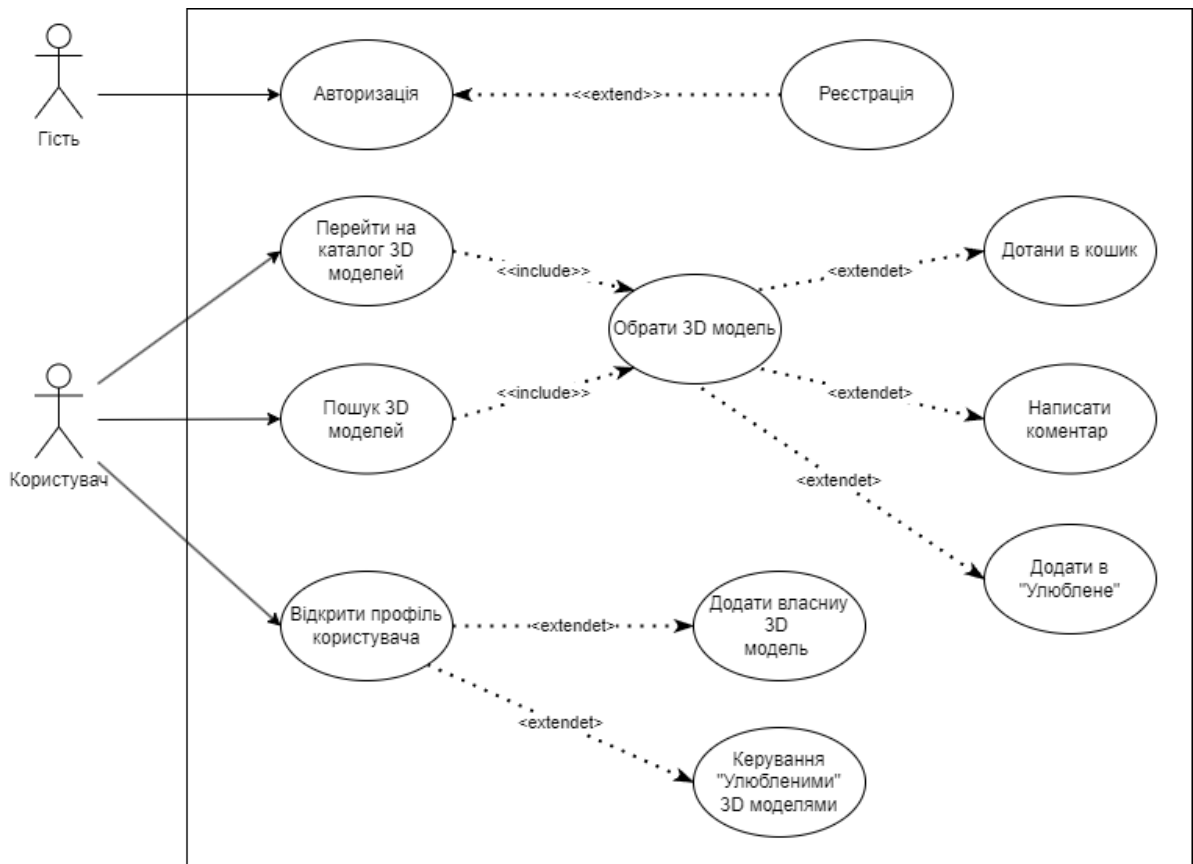 Гість
Авторизація
<<extend>>
Реєстрація
Перейти на
каталог 3D
моделей
<<include>>
Обрати 3D модель
<extendet>
Дотани в кошик
Користувач
Пошук 3D
моделей
<<include>>
<extendet>
Написати
коментар
<extendet>
Додати в
"Улюблене"
Відкрити профіль
користувача
<extendet>
Додати власниу
3D
модель
<extendet>
Керування
"Улюбленими"
3D моделями